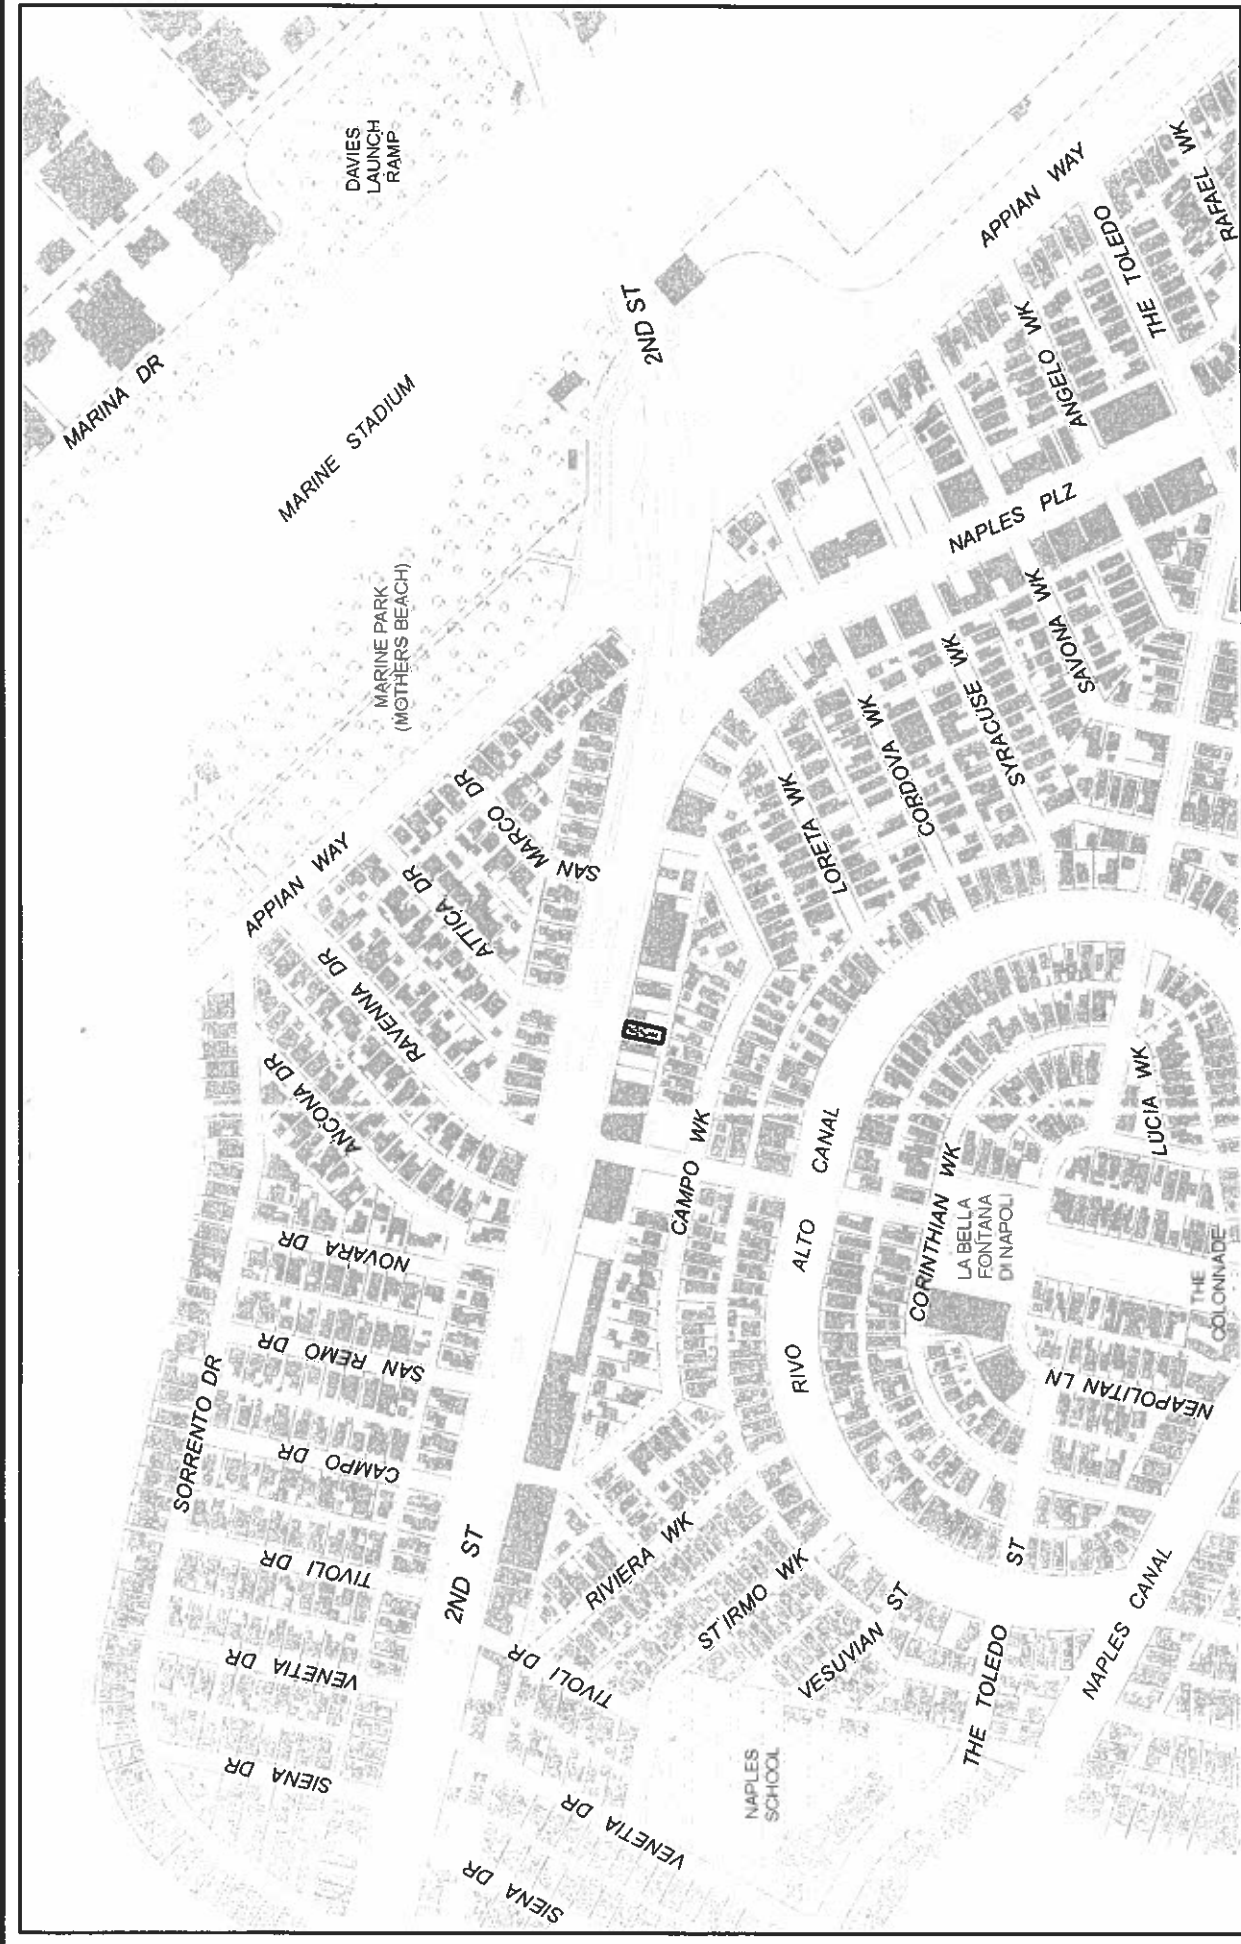 DAVIES
LAUNCH
RAMP
MARINA DR
MARINE STADIUM
2ND ST
APPIAN WAY
THE TOLEDO
RAFAEL WK
ANGELO WK
NAPLES PLZ
MARINE PARK
(MOTHERS BEACH)
SAVONA WK
SYRACUSE WK
CORDOVA WK
LORETA WK
SAN MARCO DR
ATTICA DR
APPIAN WAY
RAVENNA DR
ANCONA DR
NOVARA DR
SAN REMO DR
CAMPO DR
TIVOLI DR
VENETIA DR
SIENA DR
SORRENTO DR
2ND ST
CAMPO WK
RIVO ALTO CANAL
CORINTHIAN WK
LA BELLA
FONTANA
DI NAPOLI
LUCIA WK
THE
COLONNADE
NEAPOLITAN LN
RIVIERA WK
ST IRMO WK
VESUVIAN ST
THE TOLEDO ST
NAPLES CANAL
TIVOLI DR
NAPLES
SCHOOL
VENETIA DR
SIENA DR